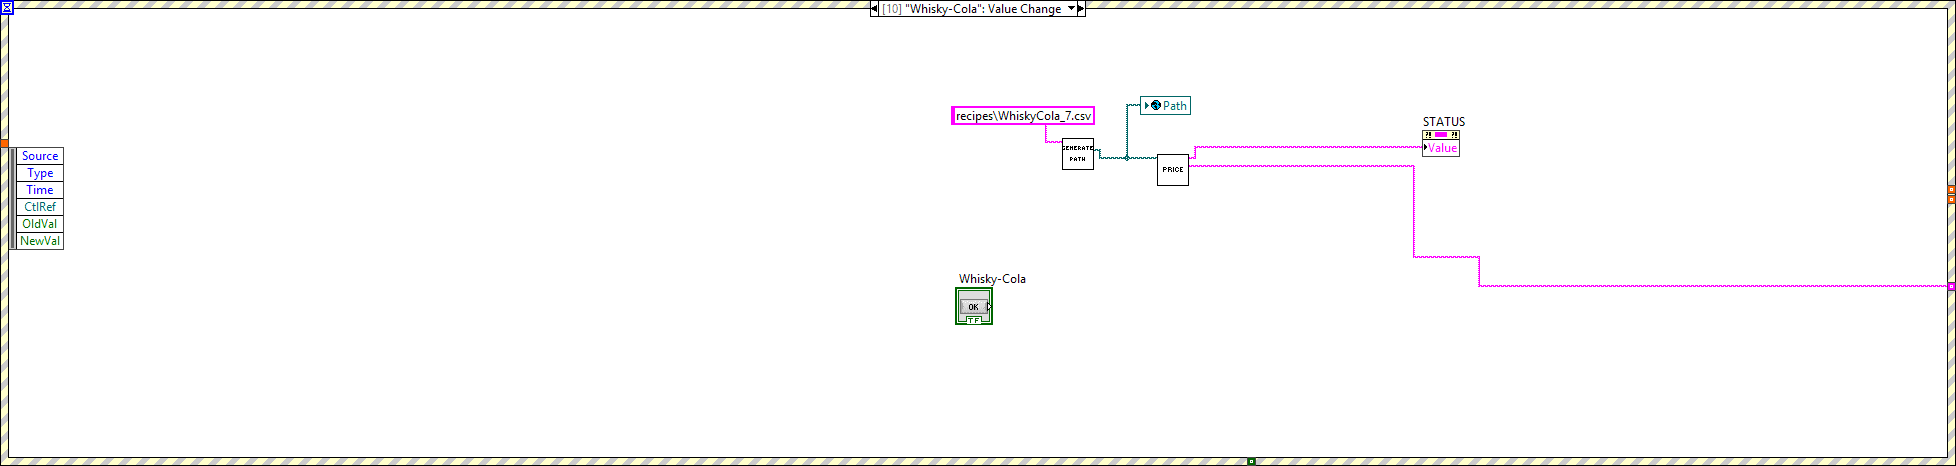 [10] "Whisky-Cola": Value Change
recipes\WhiskyCola_7.csv
Path
GENERATE
PATH
PRICE
STATUS
?! ?!
Value
Source
Type
Time
CtlRef
OldVal
NewVal
Whisky-Cola
OK
TF